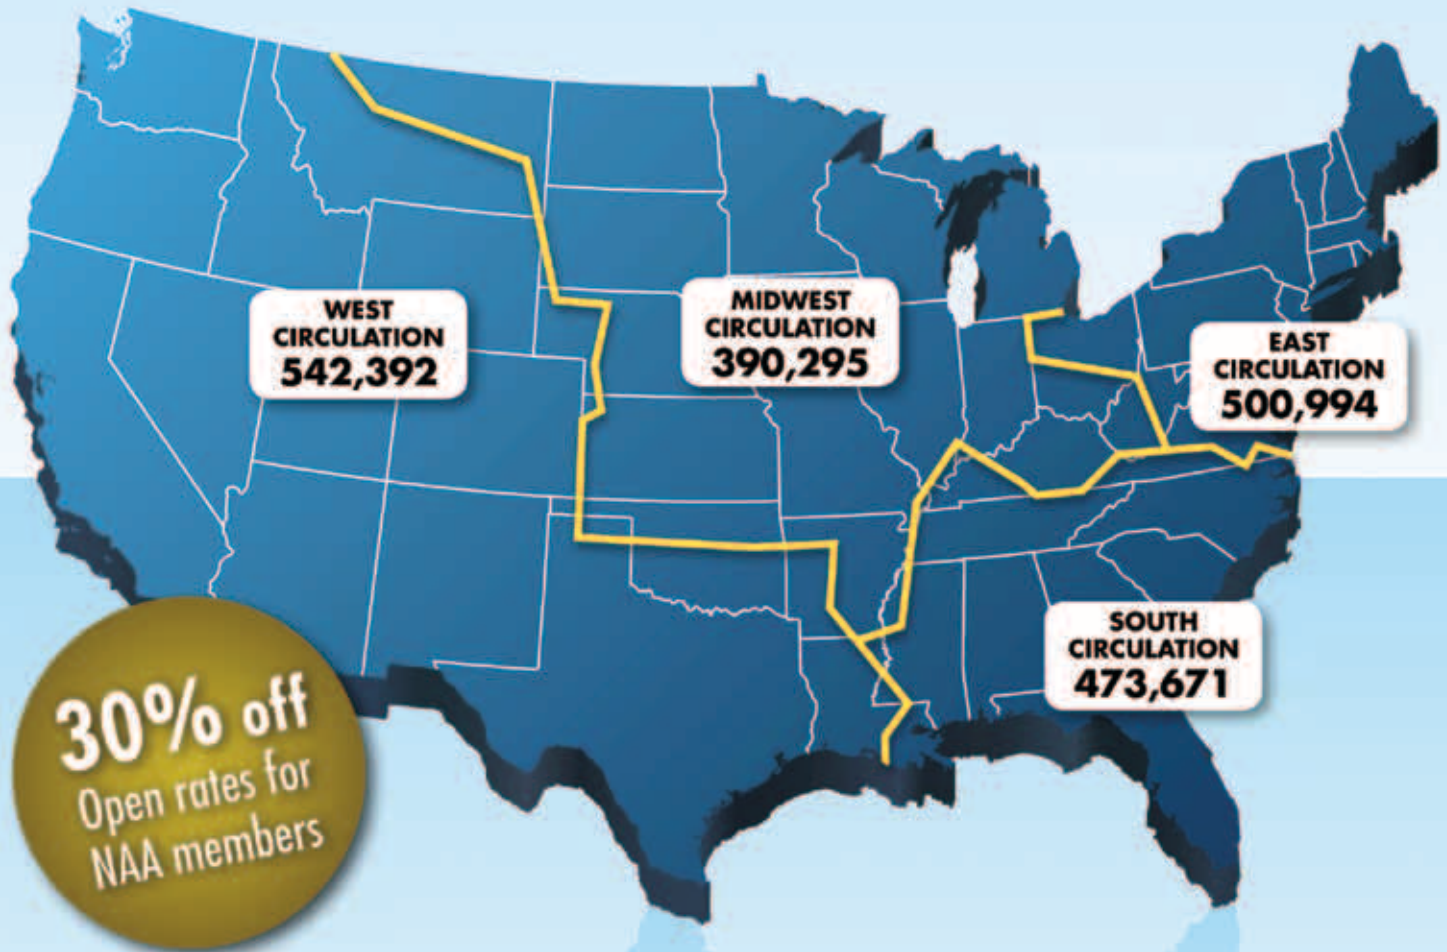 WEST
CIRCULATION
542,392
MIDWEST
CIRCULATION
390,295
EAST
CIRCULATION
500,994
SOUTH
CIRCULATION
473,671
30% off
Open rates for
NAA members